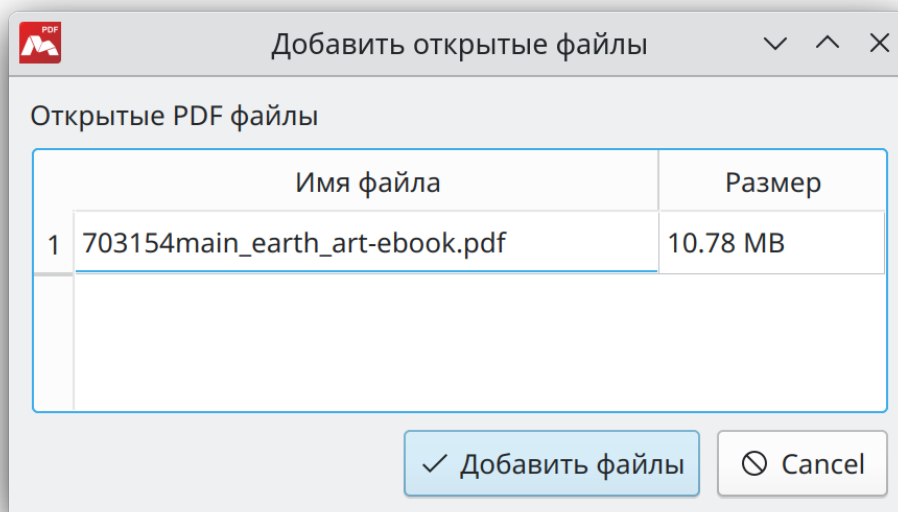 PDF
Добавить открытые файлы
Открытые PDF файлы
Имя файла Размер
1 703154main_earth_art-ebook.pdf 10.78 MB
Добавить файлы Cancel